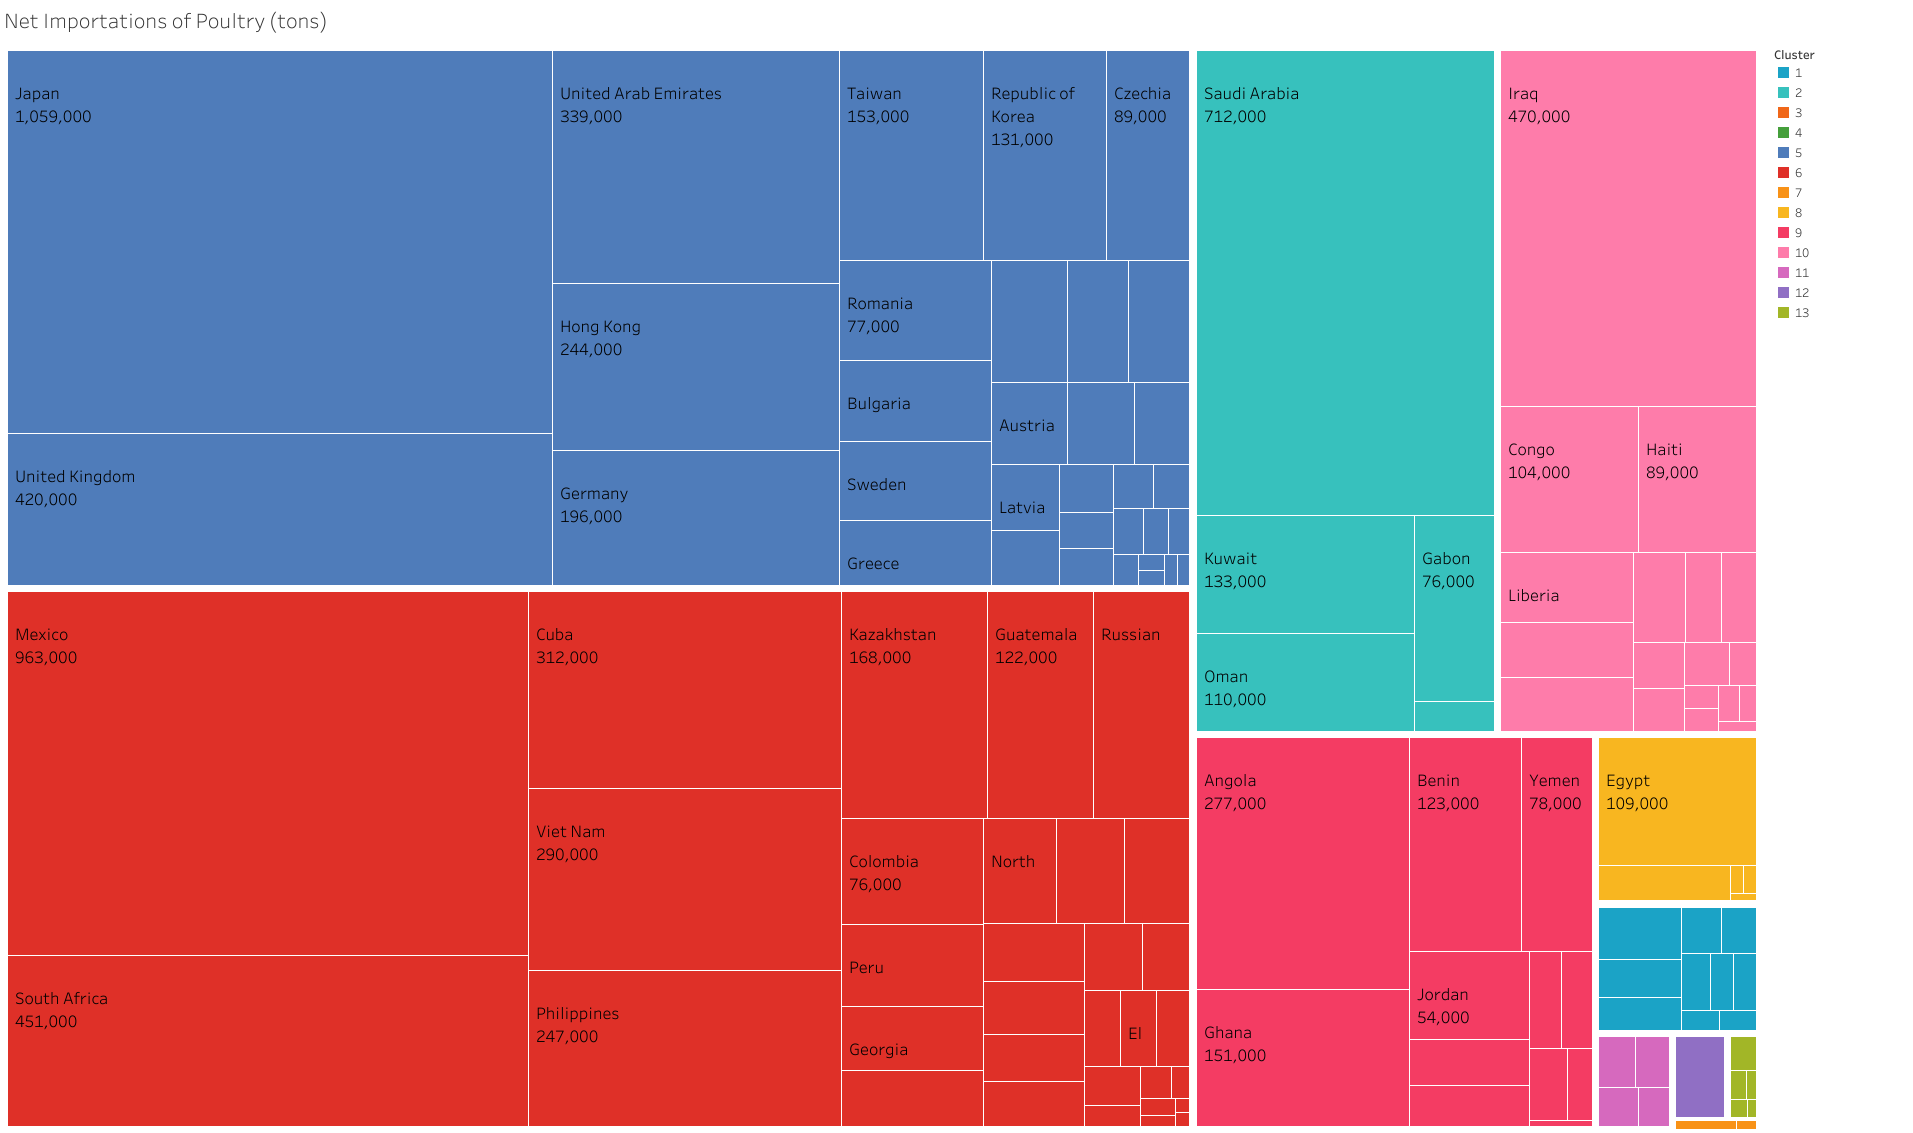 Net Importations of Poultry (tons)
Japan
1,059,000
United Kingdom
420,000
United Arab Emirates
339,000
Hong Kong
244,000
Germany
196,000
Taiwan
153,000
Republic of
Korea
131,000
Czechia
89,000
Romania
77,000
Bulgaria
Sweden
Greece
Austria
Latvia
Mexico
963,000
South Africa
451,000
Cuba
312,000
Viet Nam
290,000
Philippines
247,000
Kazakhstan
168,000
Guatemala
122,000
Russian
Colombia
76,000
North
Peru
Georgia
El
Saudi Arabia
712,000
Kuwait
133,000
Gabon
76,000
Oman
110,000
Iraq
470,000
Congo
104,000
Haiti
89,000
Liberia
Angola
277,000
Ghana
151,000
Benin
123,000
Yemen
78,000
Jordan
54,000
Egypt
109,000
Cluster
1
2
3
4
5
6
7
8
9
10
11
12
13